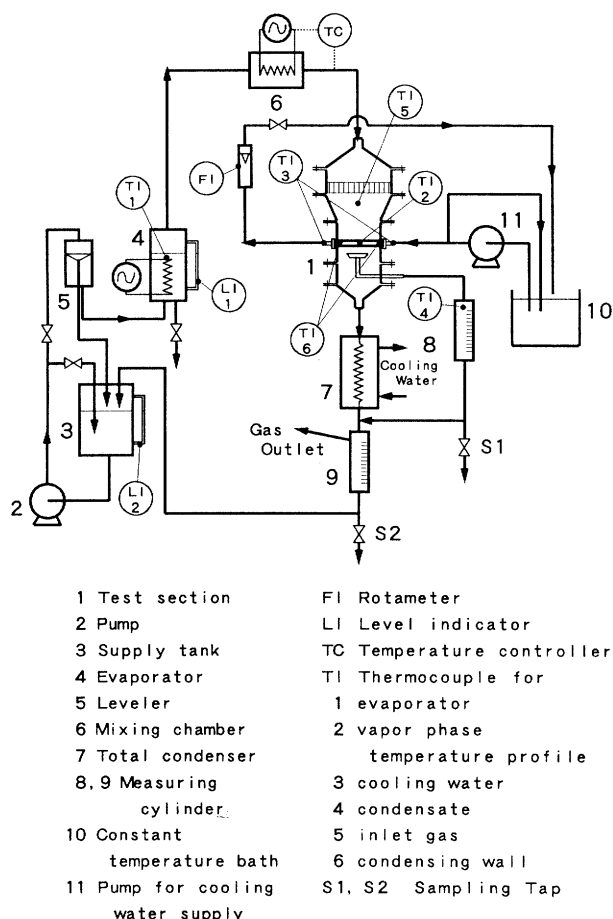 TC
6
TI
5
TI
3
TI
2
FI
TI
1
4
11
1
5
LI
1
10
TI
4
TI
6
8
Cooling
Water
7
3
Gas
Outlet
S1
9
LI
2
2
S2
1 Test section
2 Pump
3 Supply tank
4 Evaporator
5 Leveler
6 Mixing chamber
7 Total condenser
8, 9 Measuring
cylinder
10 Constant
temperature bath
11 Pump for cooling
water supply
FI Rotameter
LI Level indicator
TC Temperature controller
TI Thermocouple for
1 evaporator
2 vapor phase
temperature profile
3 cooling water
4 condensate
5 inlet gas
6 condensing wall
S1, S2 Sampling Tap